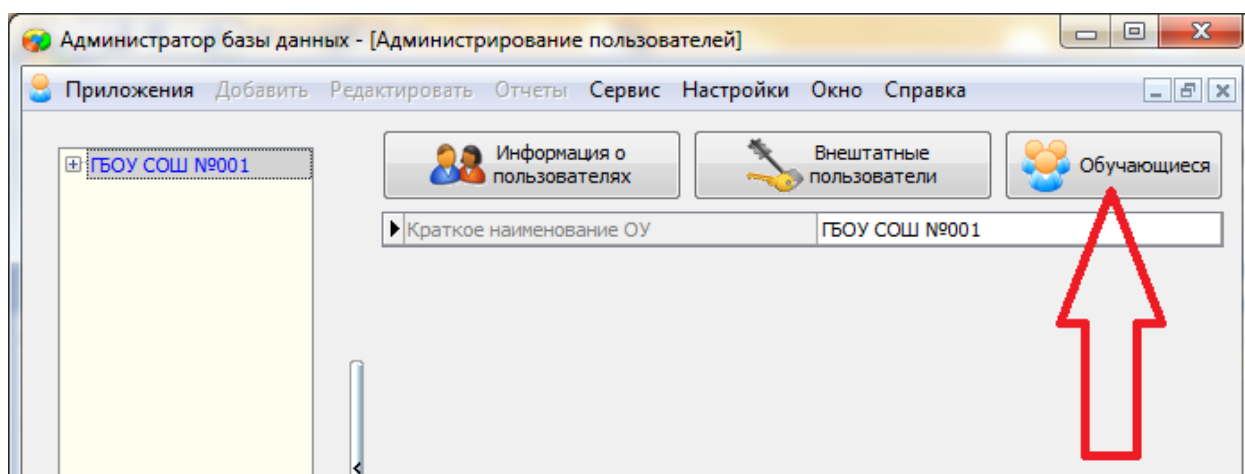 Администратор базы данных - [Администрирование пользователей]
Приложения Добавить Редактировать Отчеты Сервис Настройки Окно Справка
ГБОУ СОШ №001
Информация о
пользователях
Внештатные
пользователи
Обучающиеся
Краткое наименование ОУ ГБОУ СОШ №001